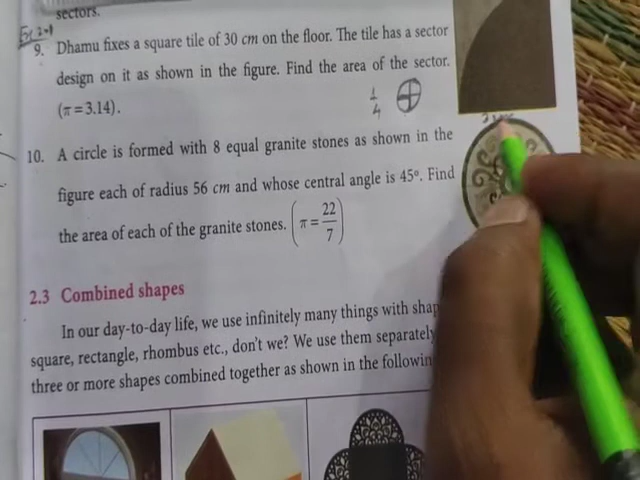 sectors.
9. Dhamu fixes a square tile of 30 cm on the floor. The tile has a sector
design on it as shown in the figure. Find the area of the sector.
(π=3.14).
1/4
10. A circle is formed with 8 equal granite stones as shown in the
figure each of radius 56 cm and whose central angle is 45°. Find
the area of each of the granite stones. (π = 22/7)
2.3 Combined shapes
In our day-to-day life, we use infinitely many things with
square, rectangle, rhombus etc., don't we? We use them separately
three or more shapes combined together as shown in the